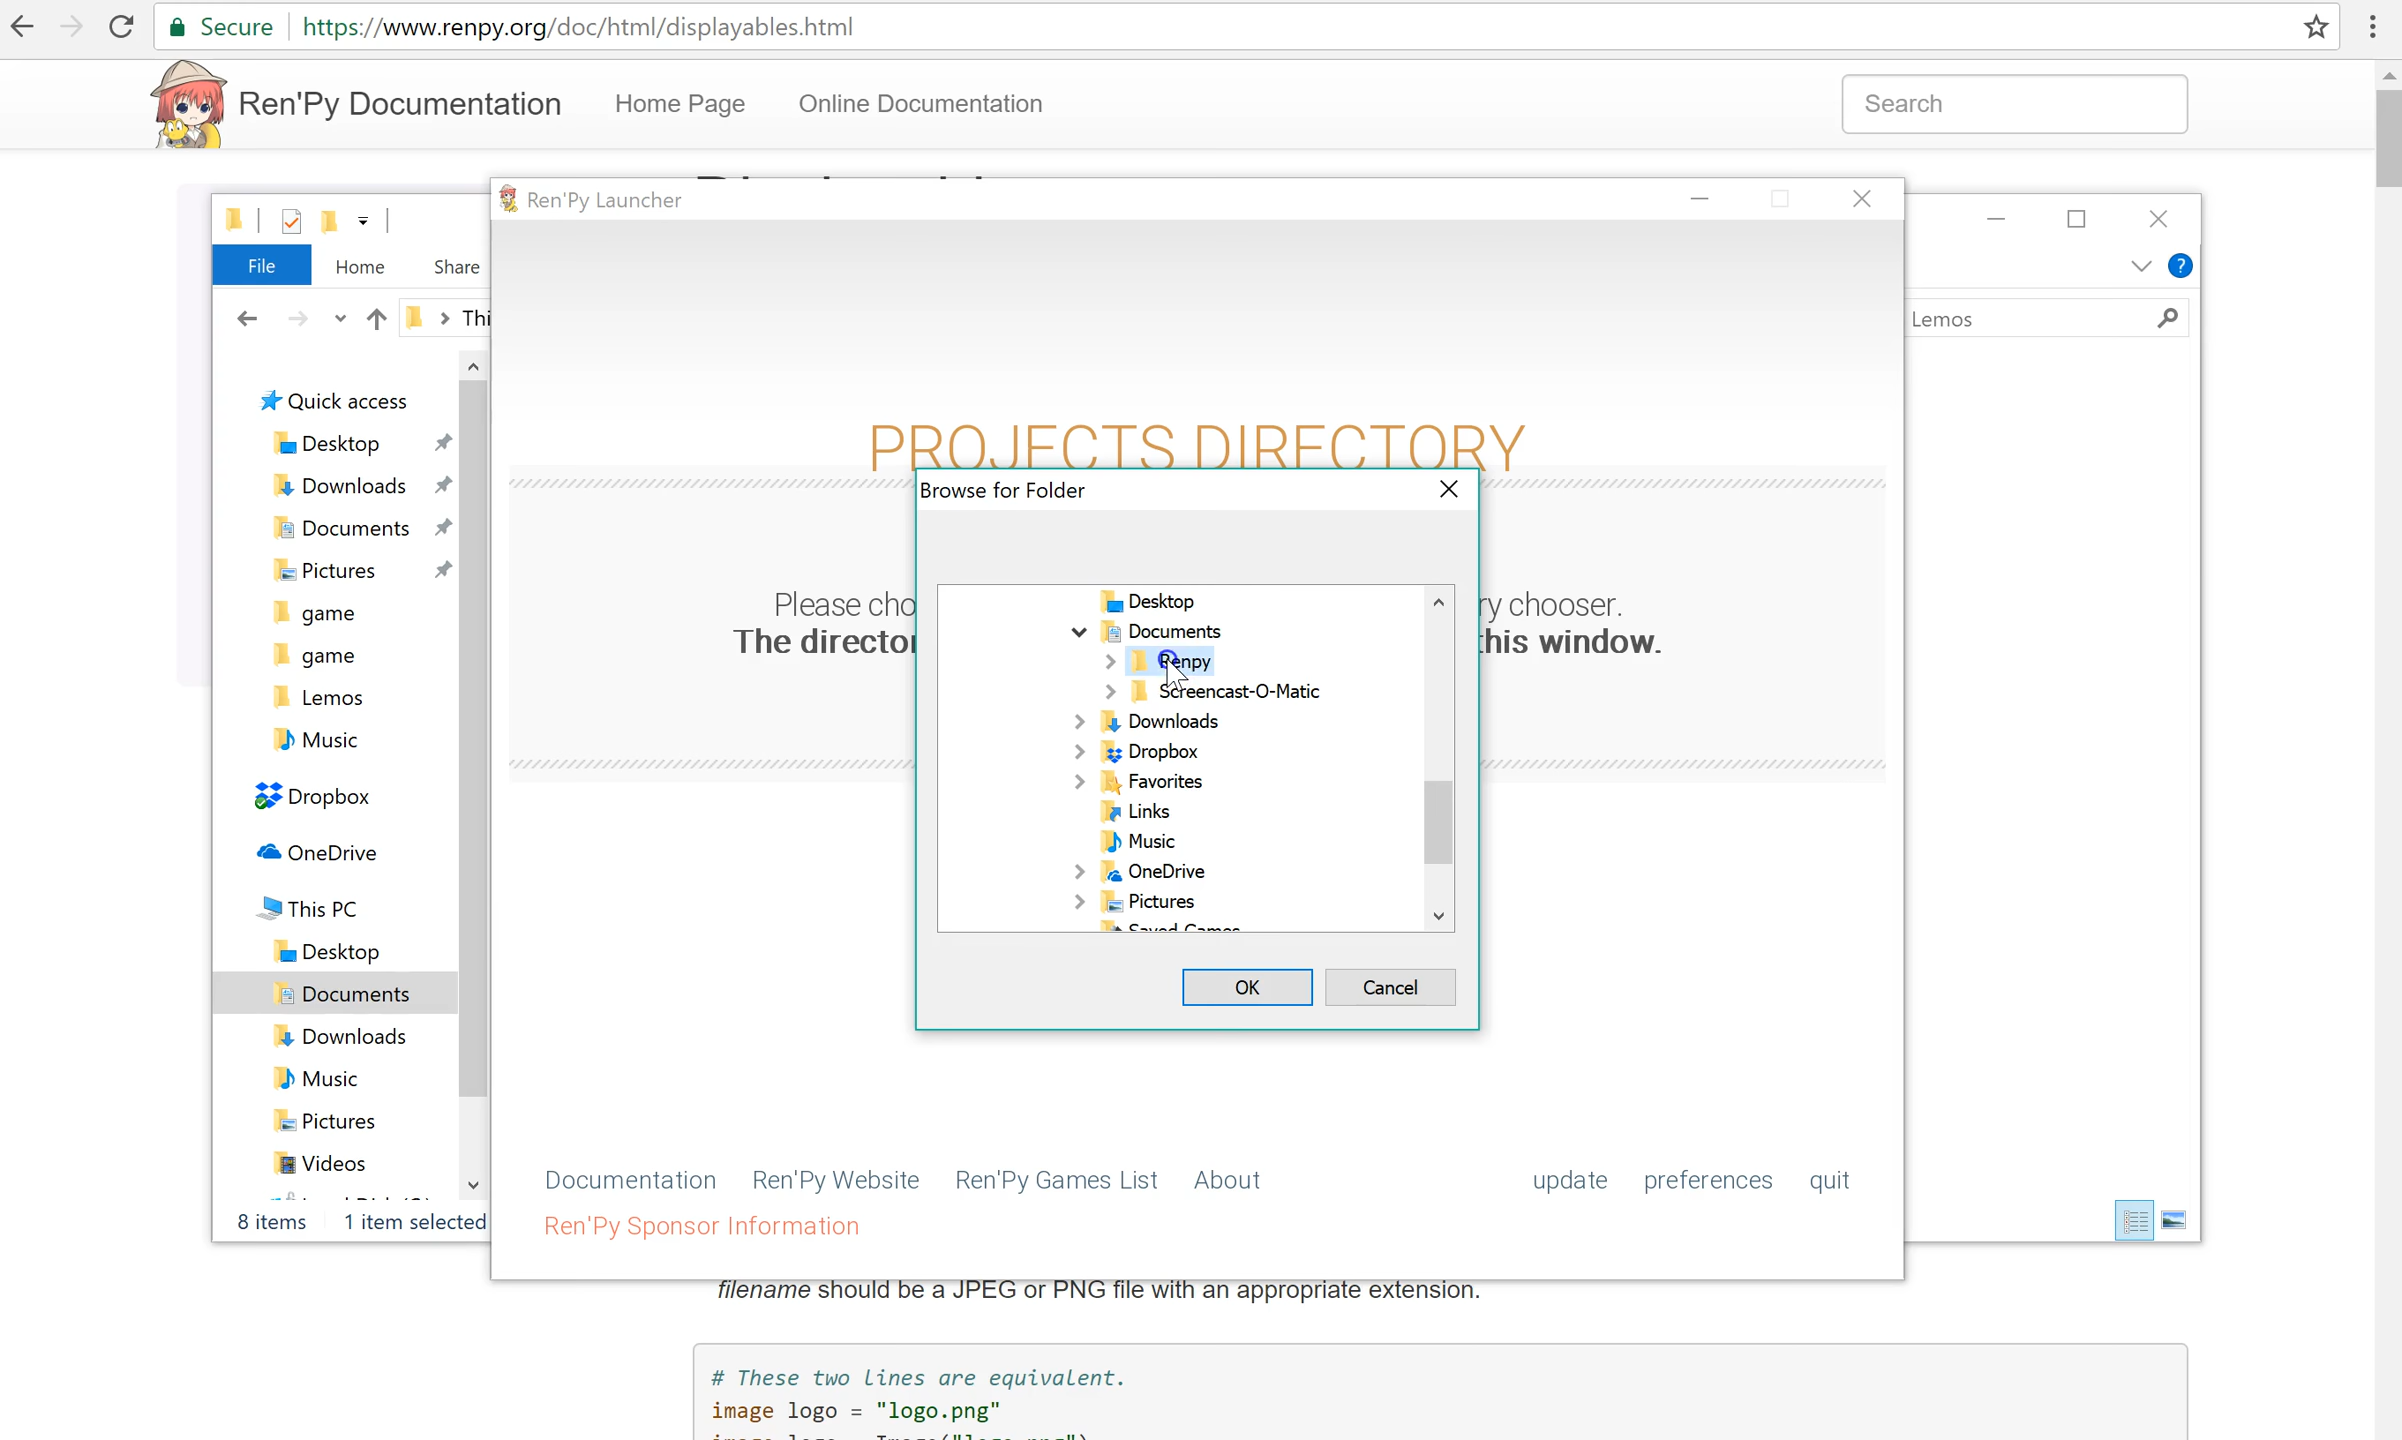 Secure https://www.renpy.org/doc/html/displayables.html
Ren'Py Documentation Home Page Online Documentation Search
Ren'Py Launcher
File Home Share
Thi
Lemos
Quick access
Desktop
Downloads
Documents
Pictures
game
game
Lemos
Music
Dropbox
OneDrive
This PC
Desktop
Documents
Downloads
Music
Pictures
Videos
8 items 1 item selected
PROJECTS DIRECTORY
Please cho ry chooser.
The director this window.
Browse for Folder
Desktop
Documents
Renpy
Screencast-O-Matic
Downloads
Dropbox
Favorites
Links
Music
OneDrive
Pictures
Saved Games
OK Cancel
Documentation Ren'Py Website Ren'Py Games List About update preferences quit
Ren'Py Sponsor Information
filename should be a JPEG or PNG file with an appropriate extension.
# These two lines are equivalent.
image logo = "logo.png"